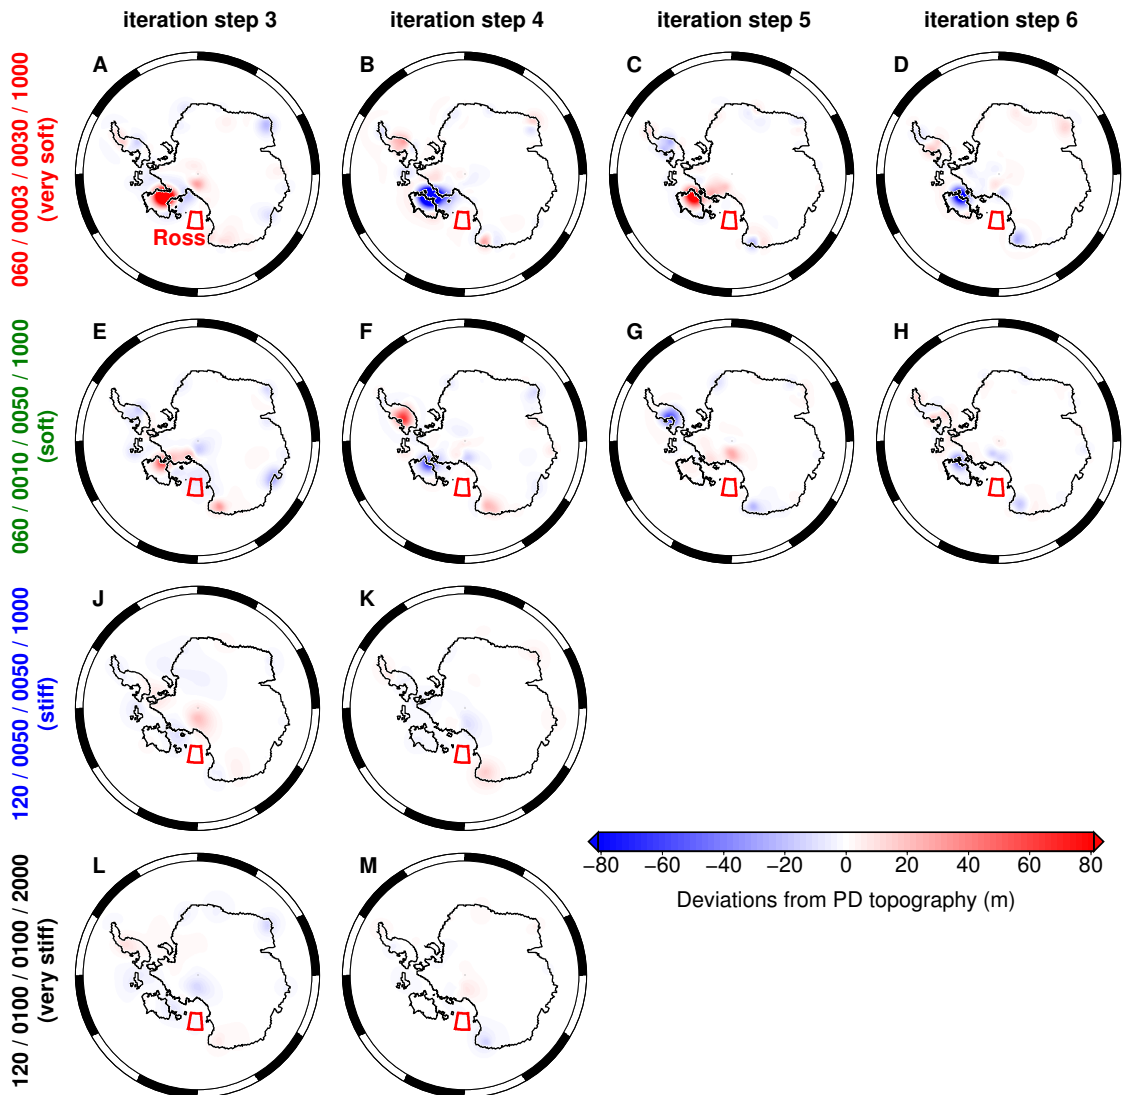 iteration step 3
iteration step 4
iteration step 5
iteration step 6
060 / 0003 / 0030 / 1000
(very soft)
A
B
C
D
Ross
060 / 0010 / 0050 / 1000
(soft)
E
F
G
H
120 / 0050 / 0050 / 1000
(stiff)
J
K
120 / 0100 / 0100 / 2000
(very stiff)
L
M
−80 −60 −40 −20 0 20 40 60 80
Deviations from PD topography (m)